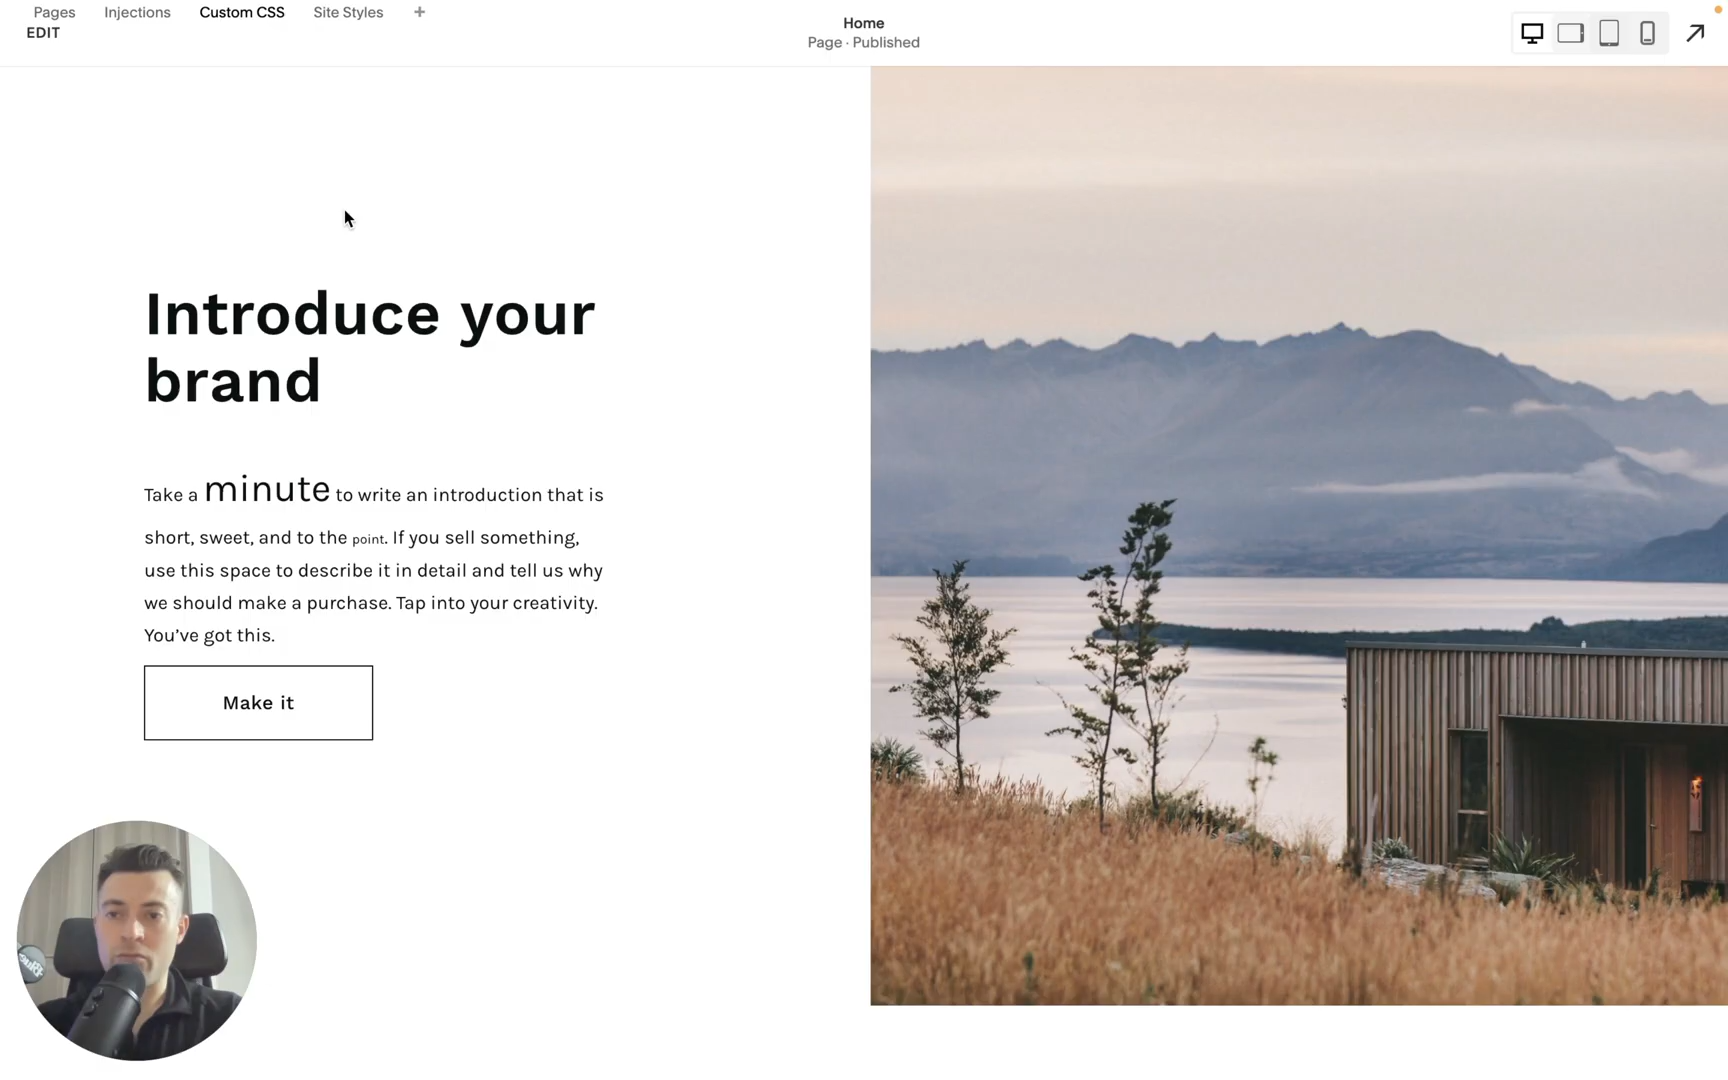 Pages Injections Custom CSS Site Styles +
EDIT
Home
Page · Published
Introduce your
brand
Take a minute to write an introduction that is
short, sweet, and to the point. If you sell something,
use this space to describe it in detail and tell us why
we should make a purchase. Tap into your creativity.
You’ve got this.
Make it